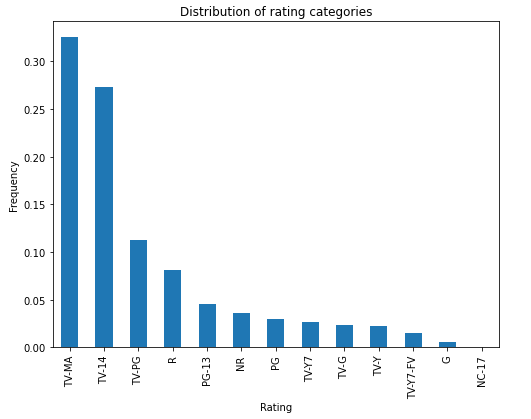 Distribution of rating categories
Frequency
0.30
0.25
0.20
0.15
0.10
0.05
0.00
TV-MA
TV-14
TV-PG
R
PG-13
NR
PG
TV-Y7
TV-G
TV-Y
TV-Y7-FV
G
NC-17
Rating